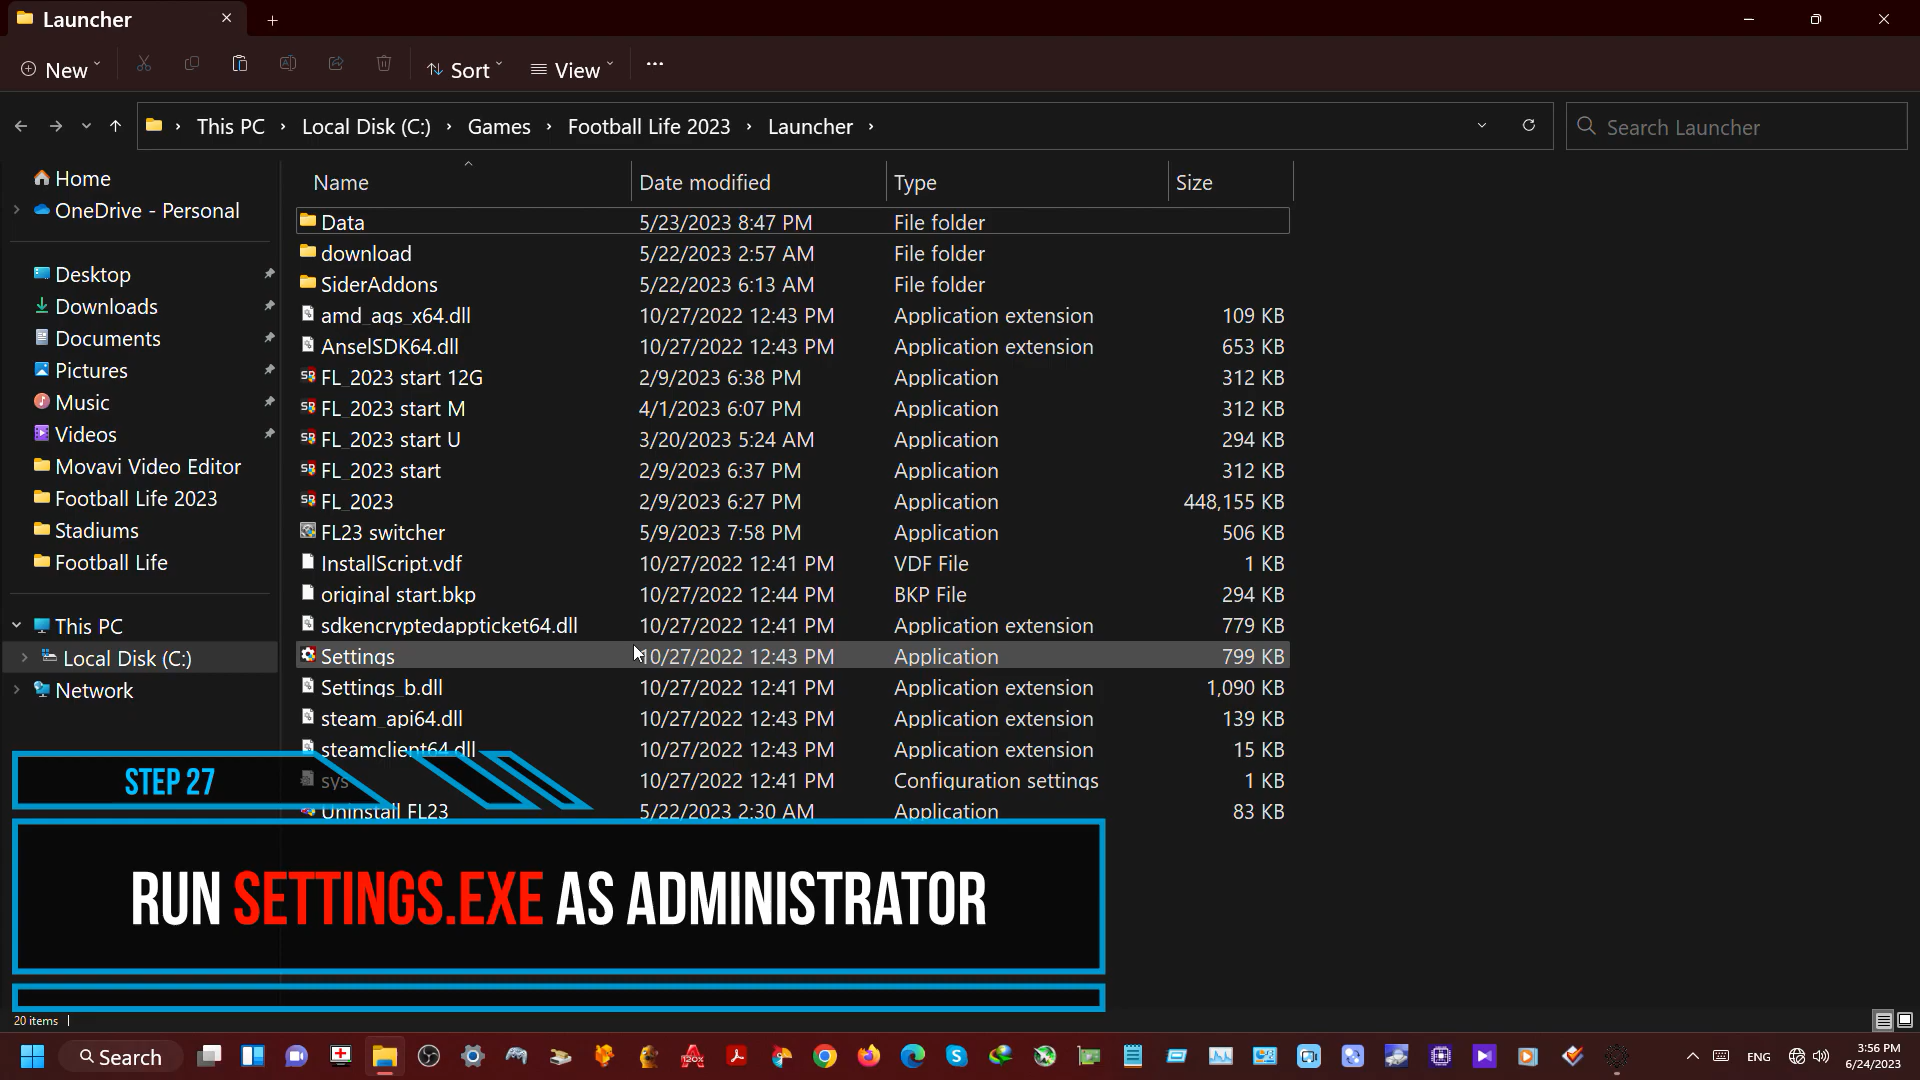 Launcher
New
Sort
View
This PC
Local Disk (C:)
Games
Football Life 2023
Launcher
Search Launcher
Home
OneDrive - Personal
Desktop
Downloads
Documents
Pictures
Music
Videos
Movavi Video Editor
Football Life 2023
Stadiums
Football Life
This PC
Local Disk (C:)
Network
Name Date modified Type Size
Data 5/23/2023 8:47 PM File folder
download 5/22/2023 2:57 AM File folder
SiderAddons 5/22/2023 6:13 AM File folder
amd_ags_x64.dll 10/27/2022 12:43 PM Application extension 109 KB
AnselSDK64.dll 10/27/2022 12:43 PM Application extension 653 KB
FL_2023 start 12G 2/9/2023 6:38 PM Application 312 KB
FL_2023 start M 4/1/2023 6:07 PM Application 312 KB
FL_2023 start U 3/20/2023 5:24 AM Application 294 KB
FL_2023 start 2/9/2023 6:37 PM Application 312 KB
FL_2023 2/9/2023 6:27 PM Application 448,155 KB
FL23 switcher 5/9/2023 7:58 PM Application 506 KB
InstallScript.vdf 10/27/2022 12:41 PM VDF File 1 KB
original start.bkp 10/27/2022 12:44 PM BKP File 294 KB
sdkencryptedappticket64.dll 10/27/2022 12:41 PM Application extension 779 KB
Settings 10/27/2022 12:43 PM Application 799 KB
Settings_b.dll 10/27/2022 12:41 PM Application extension 1,090 KB
steam_api64.dll 10/27/2022 12:43 PM Application extension 139 KB
steamclient64.dll 10/27/2022 12:43 PM Application extension 15 KB
sys 10/27/2022 12:41 PM Configuration settings 1 KB
Uninstall FL23 5/22/2023 2:30 AM Application 83 KB
STEP 27
RUN SETTINGS.EXE AS ADMINISTRATOR
20 items
Search
120%
ENG
3:56 PM
6/24/2023